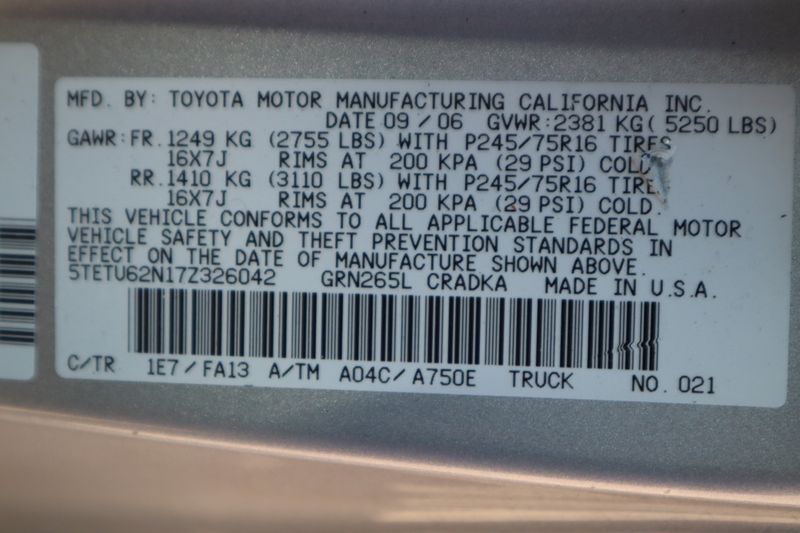 MFD. BY: TOYOTA MOTOR MANUFACTURING CALIFORNIA INC.
DATE 09/06 GVWR:2381 KG( 5250 LBS)
GAWR:FR.1249 KG (2755 LBS) WITH P245/75R16 TIRES
16X7J RIMS AT 200 KPA (29 PSI) COLD
RR.1410 KG (3110 LBS) WITH P245/75R16 TIRE
16X7J RIMS AT 200 KPA (29 PSI) COLD.
THIS VEHICLE CONFORMS TO ALL APPLICABLE FEDERAL MOTOR
VEHICLE SAFETY AND THEFT PREVENTION STANDARDS IN
EFFECT ON THE DATE OF MANUFACTURE SHOWN ABOVE.
5TETU62N17Z326042 GRN265L CRADKA MADE IN U.S.A.
C/TR 1E7/FA13 A/TM A04C/A750E TRUCK NO.021